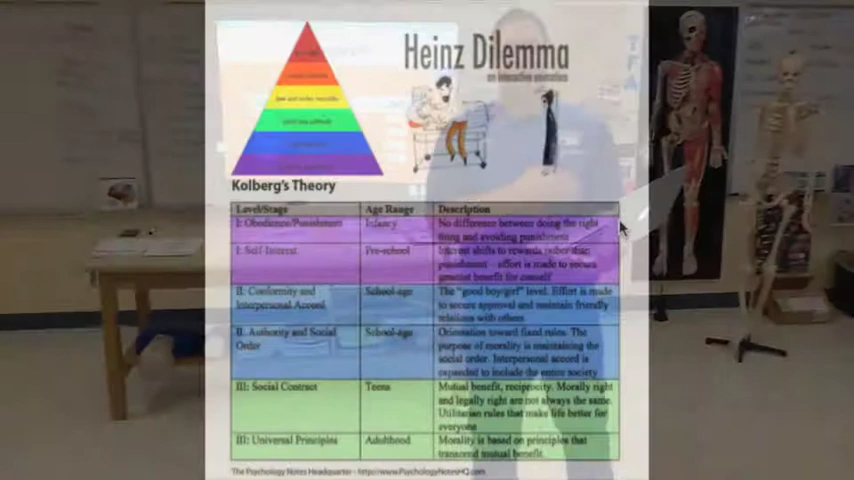 Heinz Dilemma
an interactive animation
law and order morality
Kolberg's Theory
Level/Stage Age Range Description
I: Obedience/Punishment Infancy No difference between doing the right
thing and avoiding punishment
I: Self-Interest Pre-school Interest shifts to rewards rather than
punishment – effort is made to secure
greatest benefit for oneself
II: Conformity and School-age The "good boy/girl" level. Effort is made
Interpersonal Accord to secure approval and maintain friendly
relations with others
II: Authority and Social School-age Orientation toward fixed rules. The
Order purpose of morality is maintaining the
social order. Interpersonal accord is
expanded to include the entire society
III: Social Contract Teens Mutual benefit, reciprocity. Morally right
and legally right are not always the same.
Utilitarian rules that make life better for
everyone
III: Universal Principles Adulthood Morality is based on principles that
transcend mutual benefit.
The Psychology Notes Headquarter - http://www.PsychologyNotesHQ.com
TFA